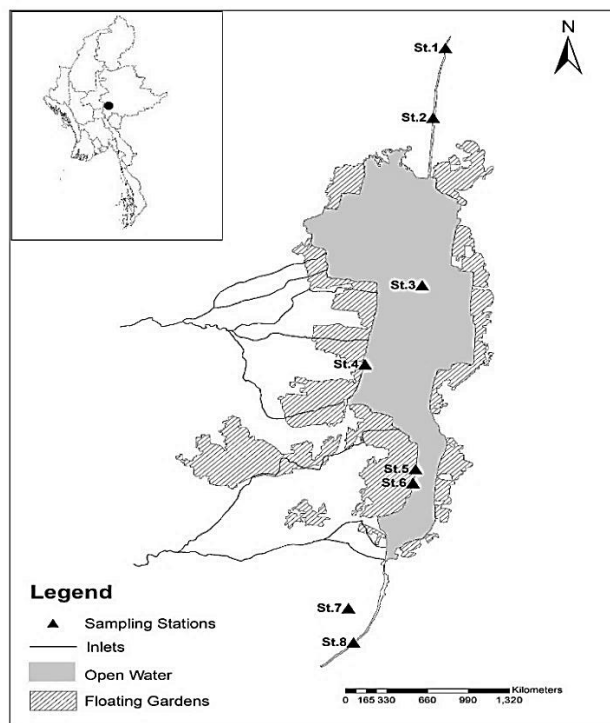 St.1
N
St.2
St.3
St.4
St.5
St.6
Legend
Sampling Stations
Inlets
Open Water
Floating Gardens
St.7
St.8
Kilometers
0 165 330 660 990 1,320